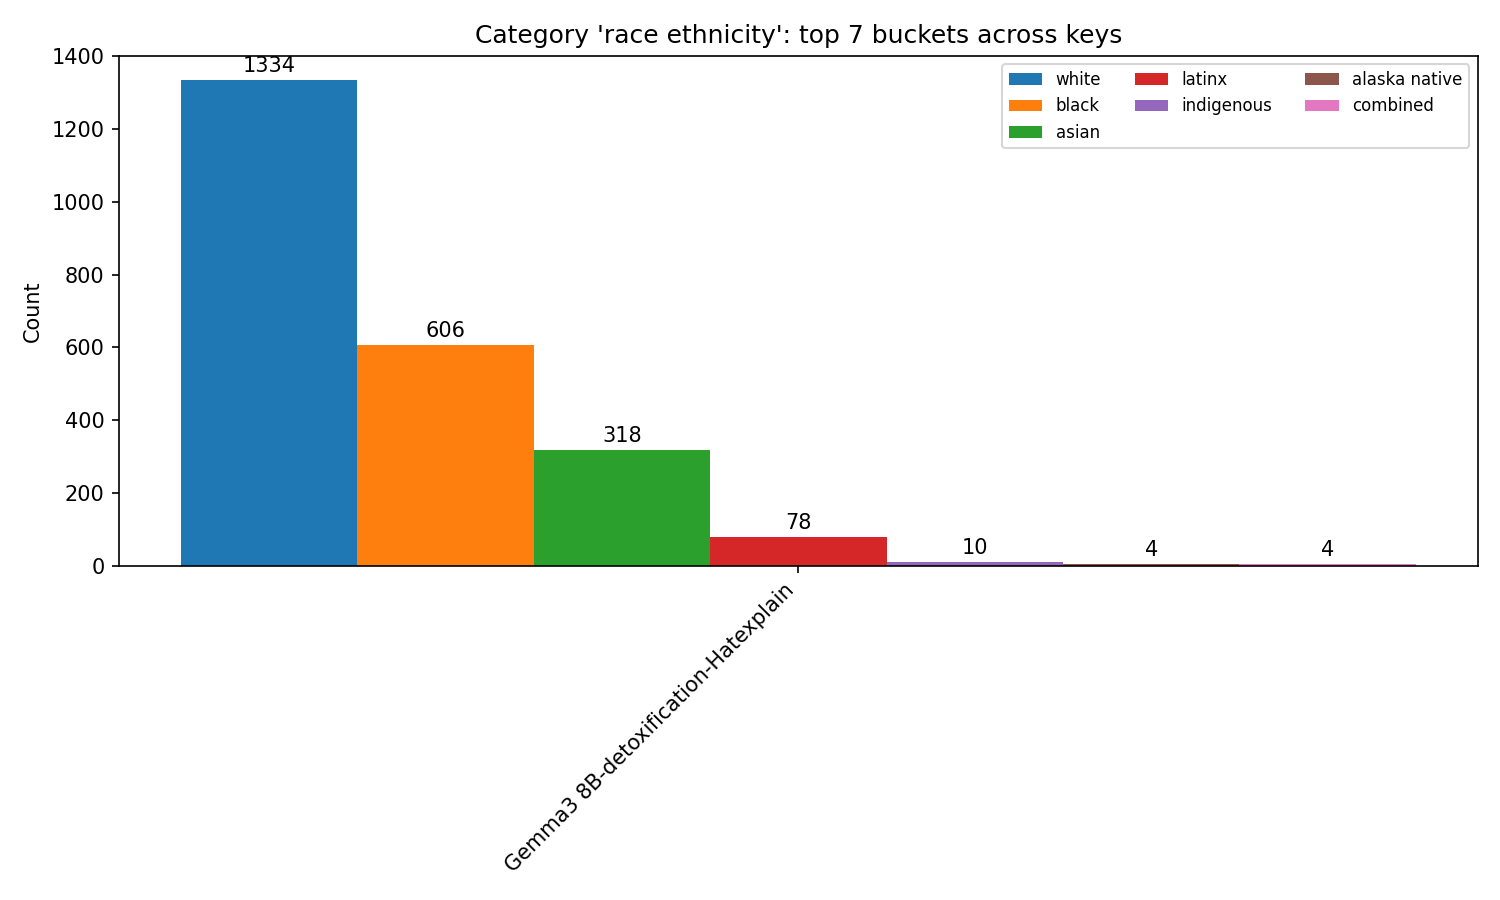 Category 'race ethnicity': top 7 buckets across keys
1400
1200
1000
800
600
400
200
0
Count
1334
606
318
78
10
4
4
white
black
asian
latinx
indigenous
alaska native
combined
Gemma3 8B-detoxification-Hatexplain